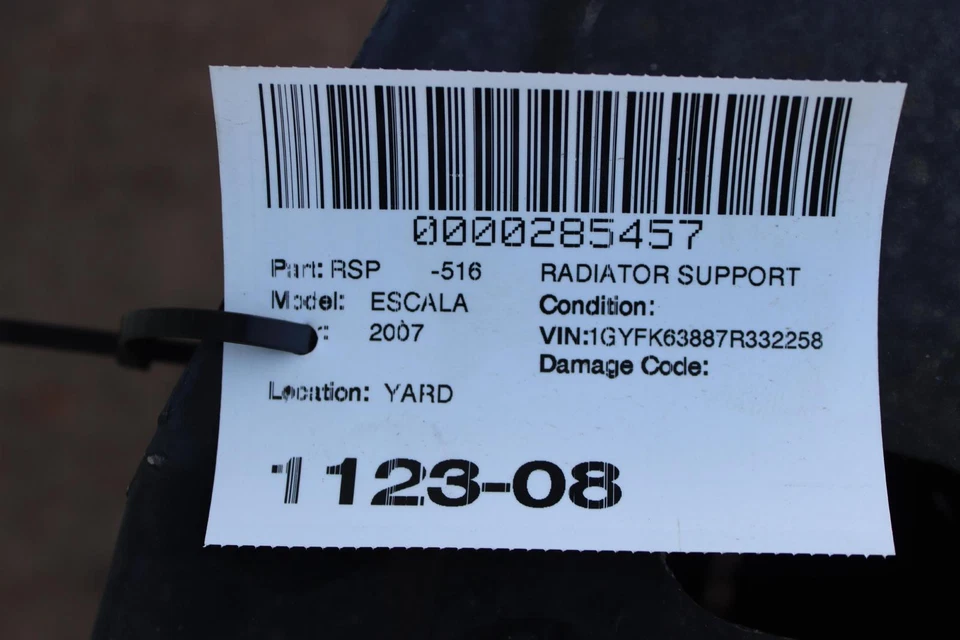 0000285457
Part: RSP -516 RADIATOR SUPPORT
Model: ESCALA Condition:
: 2007 VIN:1GYFK63887R332258
Damage Code:
Location: YARD
1123-08